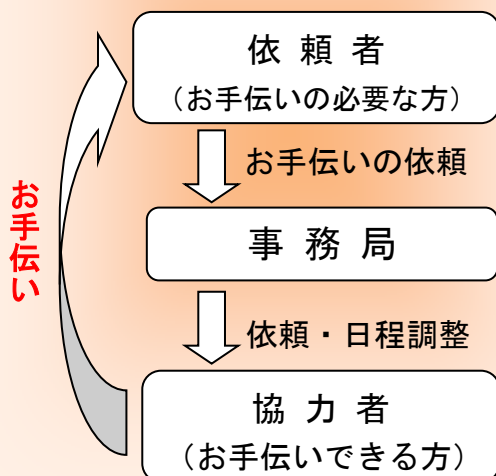 依頼者
（お手伝いの必要な方）
お手伝いの依頼
お手伝い
事務局
依頼・日程調整
協力者
（お手伝いできる方）